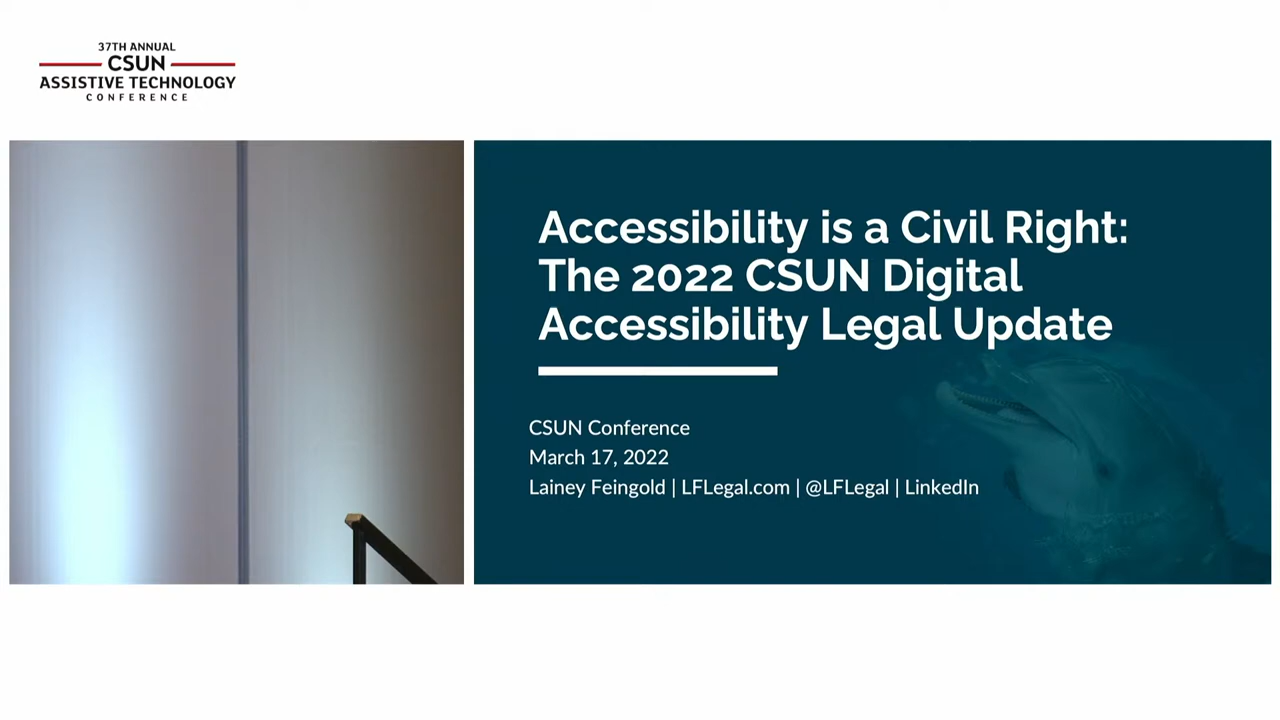 37TH ANNUAL
CSUN
ASSISTIVE TECHNOLOGY
CONFERENCE
Accessibility is a Civil Right:
The 2022 CSUN Digital
Accessibility Legal Update
CSUN Conference
March 17, 2022
Lainey Feingold | LFLegal.com | @LFLegal | LinkedIn